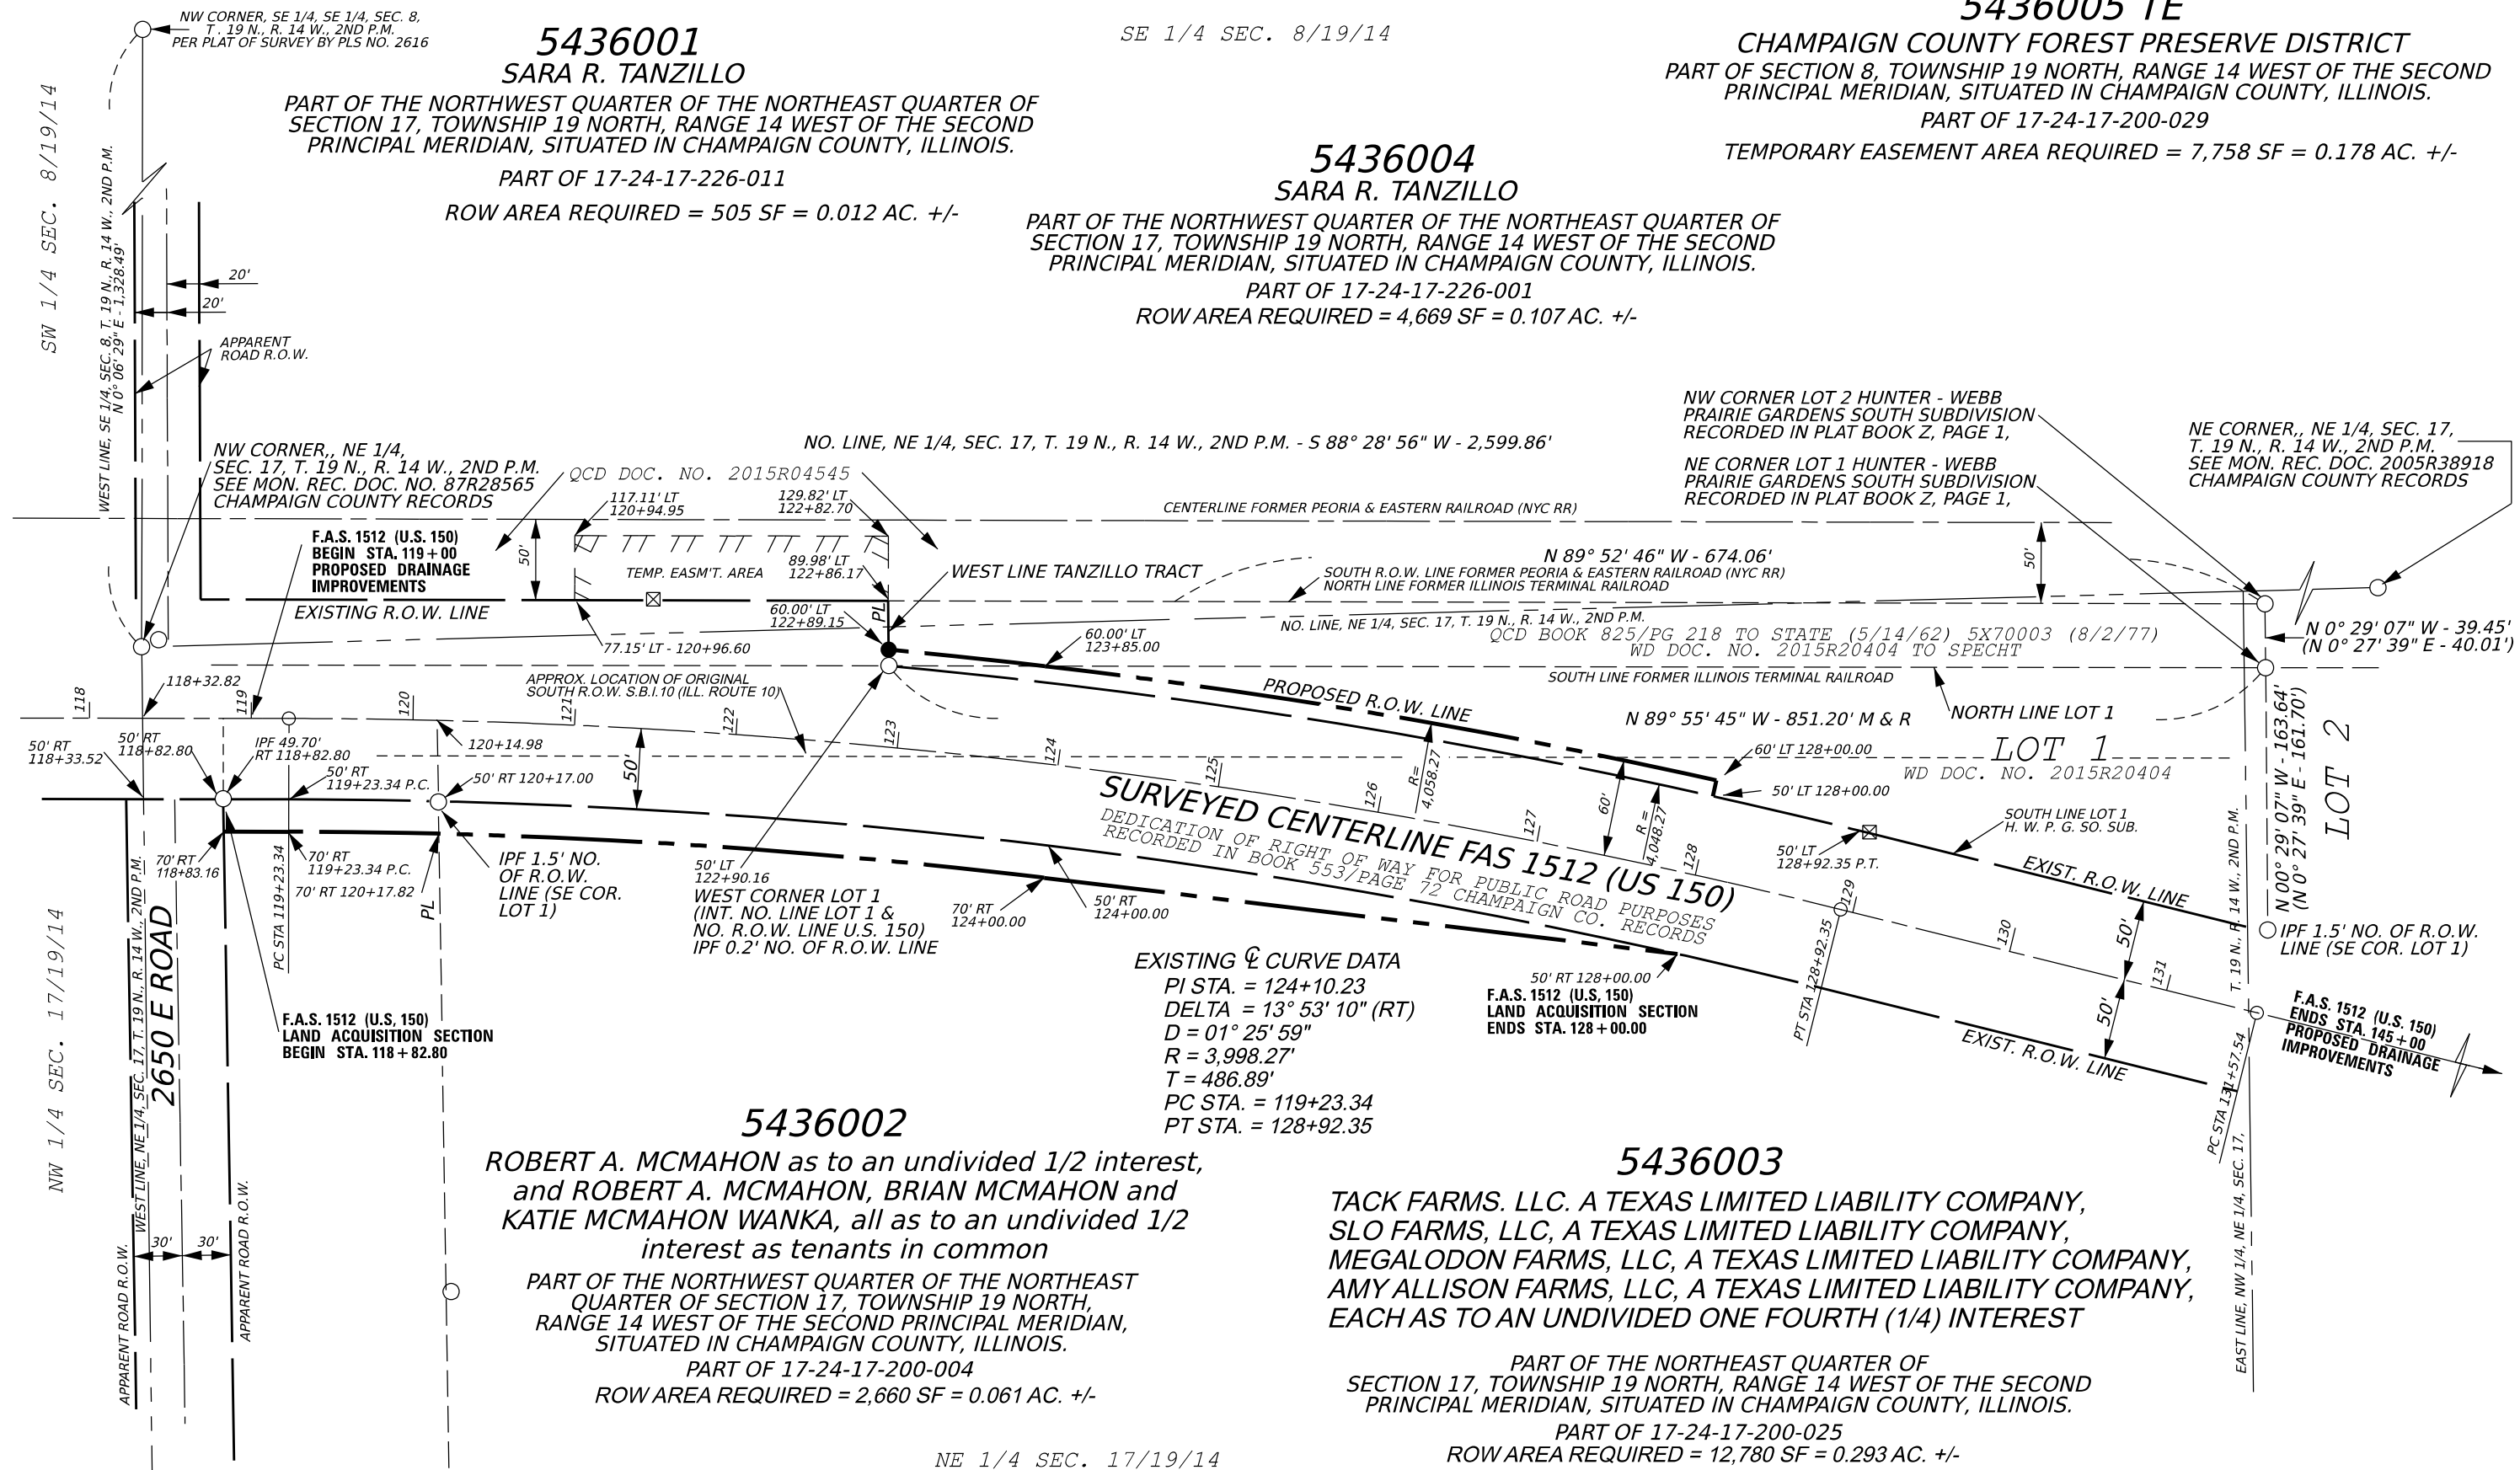 NW CORNER, SE 1/4, SE 1/4, SEC. 8,
T . 19 N., R. 14 W., 2ND P.M.
PER PLAT OF SURVEY BY PLS NO. 2616
5436001
SARA R. TANZILLO
PART OF THE NORTHWEST QUARTER OF THE NORTHEAST QUARTER OF
SECTION 17, TOWNSHIP 19 NORTH, RANGE 14 WEST OF THE SECOND
PRINCIPAL MERIDIAN, SITUATED IN CHAMPAIGN COUNTY, ILLINOIS.
PART OF 17-24-17-226-011
ROW AREA REQUIRED = 505 SF = 0.012 AC. +/-
SE 1/4 SEC. 8/19/14
5436004
SARA R. TANZILLO
PART OF THE NORTHWEST QUARTER OF THE NORTHEAST QUARTER OF
SECTION 17, TOWNSHIP 19 NORTH, RANGE 14 WEST OF THE SECOND
PRINCIPAL MERIDIAN, SITUATED IN CHAMPAIGN COUNTY, ILLINOIS.
PART OF 17-24-17-226-001
ROW AREA REQUIRED = 4,669 SF = 0.107 AC. +/-
5436005 TE
CHAMPAIGN COUNTY FOREST PRESERVE DISTRICT
PART OF SECTION 8, TOWNSHIP 19 NORTH, RANGE 14 WEST OF THE SECOND
PRINCIPAL MERIDIAN, SITUATED IN CHAMPAIGN COUNTY, ILLINOIS.
PART OF 17-24-17-200-029
TEMPORARY EASEMENT AREA REQUIRED = 7,758 SF = 0.178 AC. +/-
SW 1/4 SEC. 8/19/14
WEST LINE, SE 1/4, SEC. 8, T. 19 N., R. 14 W., 2ND P.M.
N 0° 06' 29" E - 1,328.49'
20'
20'
APPARENT
ROAD R.O.W.
NW CORNER,, NE 1/4,
SEC. 17, T. 19 N., R. 14 W., 2ND P.M.
SEE MON. REC. DOC. NO. 87R28565
CHAMPAIGN COUNTY RECORDS
NO. LINE, NE 1/4, SEC. 17, T. 19 N., R. 14 W., 2ND P.M. - S 88° 28' 56" W - 2,599.86'
QCD DOC. NO. 2015R04545
117.11' LT
120+94.95
129.82' LT
122+82.70
CENTERLINE FORMER PEORIA & EASTERN RAILROAD (NYC RR)
NW CORNER LOT 2 HUNTER - WEBB
PRAIRIE GARDENS SOUTH SUBDIVISION
RECORDED IN PLAT BOOK Z, PAGE 1,
NE CORNER LOT 1 HUNTER - WEBB
PRAIRIE GARDENS SOUTH SUBDIVISION
RECORDED IN PLAT BOOK Z, PAGE 1,
NE CORNER,, NE 1/4, SEC. 17,
T. 19 N., R. 14 W., 2ND P.M.
SEE MON. REC. DOC. 2005R38918
CHAMPAIGN COUNTY RECORDS
F.A.S. 1512 (U.S. 150)
BEGIN STA. 119+00
PROPOSED DRAINAGE
IMPROVEMENTS
50'
TEMP. EASM'T. AREA
89.98' LT
122+86.17
WEST LINE TANZILLO TRACT
N 89° 52' 46" W - 674.06'
SOUTH R.O.W. LINE FORMER PEORIA & EASTERN RAILROAD (NYC RR)
NORTH LINE FORMER ILLINOIS TERMINAL RAILROAD
50'
EXISTING R.O.W. LINE
60.00' LT
122+89.15
PL
60.00' LT
123+85.00
77.15' LT - 120+96.60
NO. LINE, NE 1/4, SEC. 17, T. 19 N., R. 14 W., 2ND P.M.
QCD BOOK 825/PG 218 TO STATE (5/14/62) 5X70003 (8/2/77)
WD DOC. NO. 2015R20404 TO SPECHT
SOUTH LINE FORMER ILLINOIS TERMINAL RAILROAD
N 0° 29' 07" W - 39.45'
(N 0° 27' 39" E - 40.01')
118
118+32.82
119
120
APPROX. LOCATION OF ORIGINAL
SOUTH R.O.W. S.B.I.10 (ILL. ROUTE 10)
121
122
123
124
125
126
127
128
129
130
131
PROPOSED R.O.W. LINE
N 89° 55' 45" W - 851.20' M & R
NORTH LINE LOT 1
60' LT 128+00.00
LOT 1
WD DOC. NO. 2015R20404
50' LT 128+00.00
LOT 2
N 00° 29' 07" W - 163.64'
(N 0° 27' 39" E - 161.70')
50' RT
118+33.52
50' RT
118+82.80
IPF 49.70'
RT 118+82.80
50' RT
119+23.34 P.C.
120+14.98
50' RT 120+17.00
50'
R=
4,058.27
60'
R =
4,048.27
SURVEYED CENTERLINE FAS 1512 (US 150)
DEDICATION OF RIGHT OF WAY FOR PUBLIC ROAD PURPOSES
RECORDED IN BOOK 553/PAGE 72 CHAMPAIGN CO. RECORDS
SOUTH LINE LOT 1
H. W. P. G. SO. SUB.
50' LT
128+92.35 P.T.
EXIST. R.O.W. LINE
70' RT
118+83.16
PC STA 119+23.34
70' RT
119+23.34 P.C.
70' RT 120+17.82
PL
IPF 1.5' NO.
OF R.O.W.
LINE (SE COR.
LOT 1)
50' LT
122+90.16
WEST CORNER LOT 1
(INT. NO. LINE LOT 1 &
NO. R.O.W. LINE U.S. 150)
IPF 0.2' NO. OF R.O.W. LINE
70' RT
124+00.00
50' RT
124+00.00
PT STA 128+92.35
50'
50'
IPF 1.5' NO. OF R.O.W.
LINE (SE COR. LOT 1)
EXISTING ℄ CURVE DATA
PI STA. = 124+10.23
DELTA = 13° 53' 10" (RT)
D = 01° 25' 59"
R = 3,998.27'
T = 486.89'
PC STA. = 119+23.34
PT STA. = 128+92.35
50' RT 128+00.00
F.A.S. 1512 (U.S, 150)
LAND ACQUISITION SECTION
ENDS STA. 128+00.00
EXIST. R.O.W. LINE
F.A.S. 1512 (U.S. 150)
ENDS STA. 145+00
PROPOSED DRAINAGE
IMPROVEMENTS
PC STA 131+57.54
T. 19 N., R. 14 W., 2ND P.M.
EAST LINE, NW 1/4, NE 1/4, SEC. 17,
F.A.S. 1512 (U.S, 150)
LAND ACQUISITION SECTION
BEGIN STA. 118+82.80
NW 1/4 SEC. 17/19/14
WEST LINE, NE 1/4, SEC. 17, T. 19 N., R. 14 W., 2ND P.M.
2650 E ROAD
30'
30'
APPARENT ROAD R.O.W.
APPARENT ROAD R.O.W.
5436002
ROBERT A. MCMAHON as to an undivided 1/2 interest,
and ROBERT A. MCMAHON, BRIAN MCMAHON and
KATIE MCMAHON WANKA, all as to an undivided 1/2
interest as tenants in common
PART OF THE NORTHWEST QUARTER OF THE NORTHEAST
QUARTER OF SECTION 17, TOWNSHIP 19 NORTH,
RANGE 14 WEST OF THE SECOND PRINCIPAL MERIDIAN,
SITUATED IN CHAMPAIGN COUNTY, ILLINOIS.
PART OF 17-24-17-200-004
ROW AREA REQUIRED = 2,660 SF = 0.061 AC. +/-
5436003
TACK FARMS. LLC. A TEXAS LIMITED LIABILITY COMPANY,
SLO FARMS, LLC, A TEXAS LIMITED LIABILITY COMPANY,
MEGALODON FARMS, LLC, A TEXAS LIMITED LIABILITY COMPANY,
AMY ALLISON FARMS, LLC, A TEXAS LIMITED LIABILITY COMPANY,
EACH AS TO AN UNDIVIDED ONE FOURTH (1/4) INTEREST
PART OF THE NORTHEAST QUARTER OF
SECTION 17, TOWNSHIP 19 NORTH, RANGE 14 WEST OF THE SECOND
PRINCIPAL MERIDIAN, SITUATED IN CHAMPAIGN COUNTY, ILLINOIS.
PART OF 17-24-17-200-025
ROW AREA REQUIRED = 12,780 SF = 0.293 AC. +/-
NE 1/4 SEC. 17/19/14